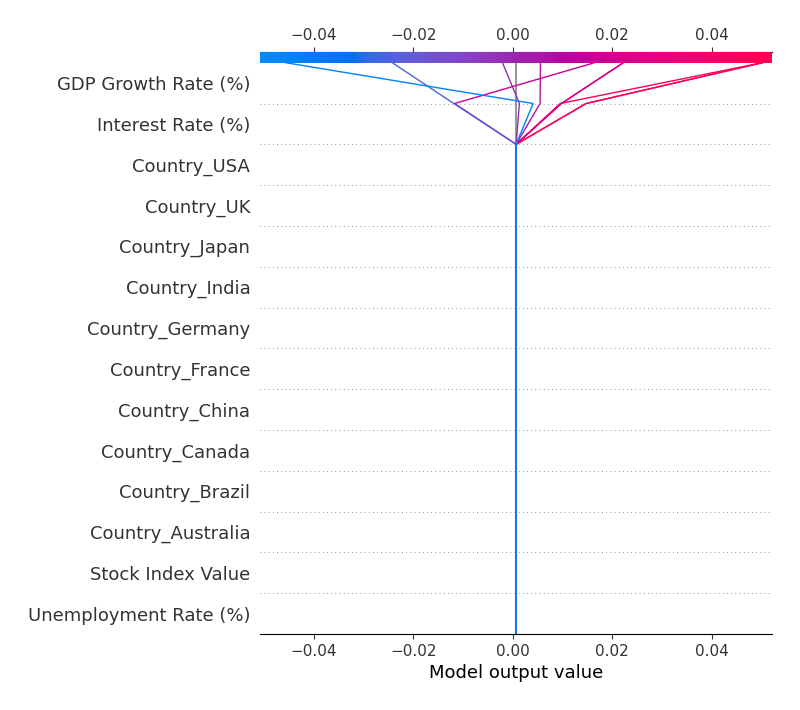 −0.04 −0.02 0.00 0.02 0.04
GDP Growth Rate (%)
Interest Rate (%)
Country_USA
Country_UK
Country_Japan
Country_India
Country_Germany
Country_France
Country_China
Country_Canada
Country_Brazil
Country_Australia
Stock Index Value
Unemployment Rate (%)
−0.04 −0.02 0.00 0.02 0.04
Model output value